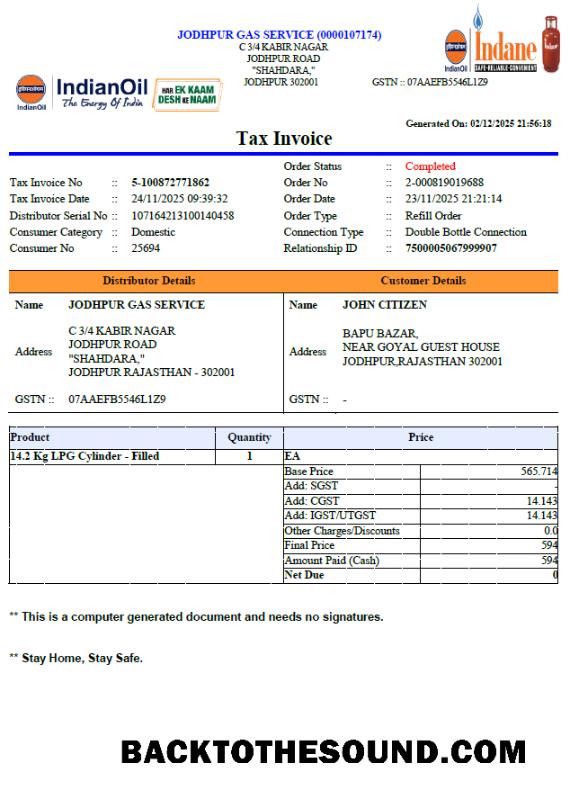 JODHPUR GAS SERVICE (0000107174)
C 3/4 KABIR NAGAR
JODHPUR ROAD
"SHAHDARA,"
JODHPUR 302001
GSTN :: 07AAEFB5546L1Z9
IndianOil
Indane
SAFE•RELIABLE•CONVENIENT
IndianOil
IndianOil
The Energy Of India
HAR EK KAAM
DESH KE NAAM
Generated On: 02/12/2025 21:56:18
Tax Invoice
Order Status :: Completed
Tax Invoice No :: 5-100872771862 Order No :: 2-000819019688
Tax Invoice Date :: 24/11/2025 09:39:32 Order Date :: 23/11/2025 21:21:14
Distributor Serial No :: 107164213100140458 Order Type :: Refill Order
Consumer Category :: Domestic Connection Type :: Double Bottle Connection
Consumer No :: 25694 Relationship ID :: 7500005067999907
Distributor Details Customer Details
Name JODHPUR GAS SERVICE Name JOHN CITIZEN
Address
C 3/4 KABIR NAGAR
JODHPUR ROAD
"SHAHDARA,"
JODHPUR RAJASTHAN - 302001
Address
BAPU BAZAR,
NEAR GOYAL GUEST HOUSE
JODHPUR,RAJASTHAN 302001
GSTN :: 07AAEFB5546L1Z9 GSTN :: -
Product Quantity Price
14.2 Kg LPG Cylinder - Filled 1 EA
Base Price 565.714
Add: SGST -
Add: CGST 14.143
Add: IGST/UTGST 14.143
Other Charges/Discounts 0.0
Final Price 594
Amount Paid (Cash) 594
Net Due 0
** This is a computer generated document and needs no signatures.
** Stay Home, Stay Safe.
BACKTOTHESOUND.COM